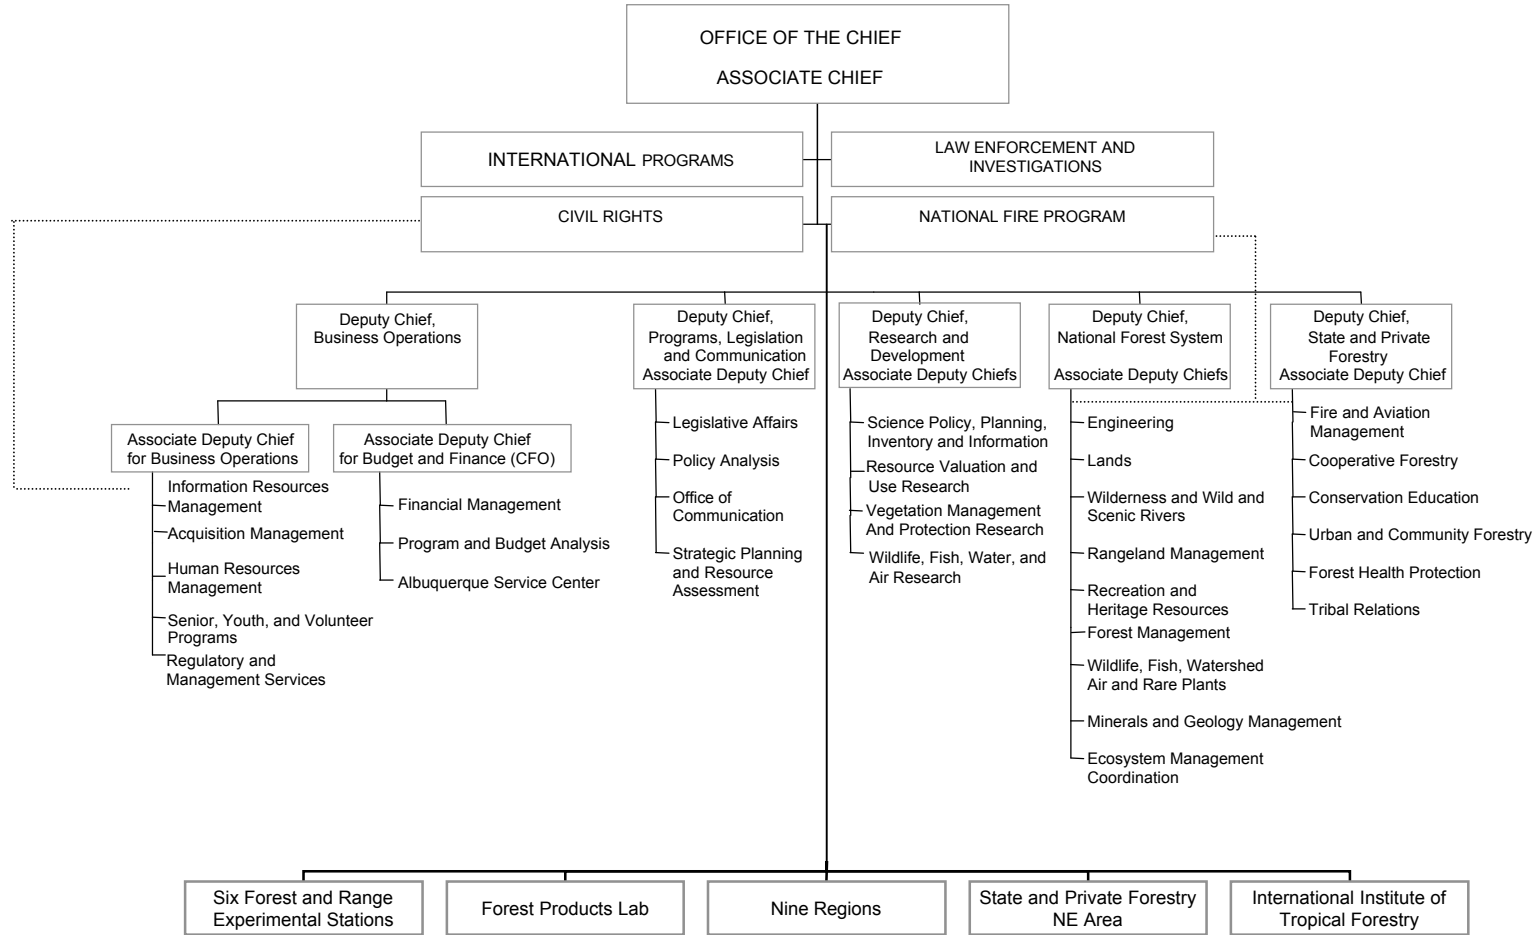 OFFICE OF THE CHIEF
ASSOCIATE CHIEF
INTERNATIONAL PROGRAMS
LAW ENFORCEMENT AND
INVESTIGATIONS
CIVIL RIGHTS
NATIONAL FIRE PROGRAM
Deputy Chief,
Business Operations
Deputy Chief,
Programs, Legislation
and Communication
Associate Deputy Chief
Deputy Chief,
Research and
Development
Associate Deputy Chiefs
Deputy Chief,
National Forest System
Associate Deputy Chiefs
Deputy Chief,
State and Private
Forestry
Associate Deputy Chief
Associate Deputy Chief
for Business Operations
Information Resources
Management
Acquisition Management
Human Resources
Management
Senior, Youth, and Volunteer
Programs
Regulatory and
Management Services
Associate Deputy Chief
for Budget and Finance (CFO)
Financial Management
Program and Budget Analysis
Albuquerque Service Center
Legislative Affairs
Policy Analysis
Office of
Communication
Strategic Planning
and Resource
Assessment
Science Policy, Planning,
Inventory and Information
Resource Valuation and
Use Research
Vegetation Management
And Protection Research
Wildlife, Fish, Water, and
Air Research
Engineering
Lands
Wilderness and Wild and
Scenic Rivers
Rangeland Management
Recreation and
Heritage Resources
Forest Management
Wildlife, Fish, Watershed
Air and Rare Plants
Minerals and Geology Management
Ecosystem Management
Coordination
Fire and Aviation
Management
Cooperative Forestry
Conservation Education
Urban and Community Forestry
Forest Health Protection
Tribal Relations
Six Forest and Range
Experimental Stations
Forest Products Lab
Nine Regions
State and Private Forestry
NE Area
International Institute of
Tropical Forestry